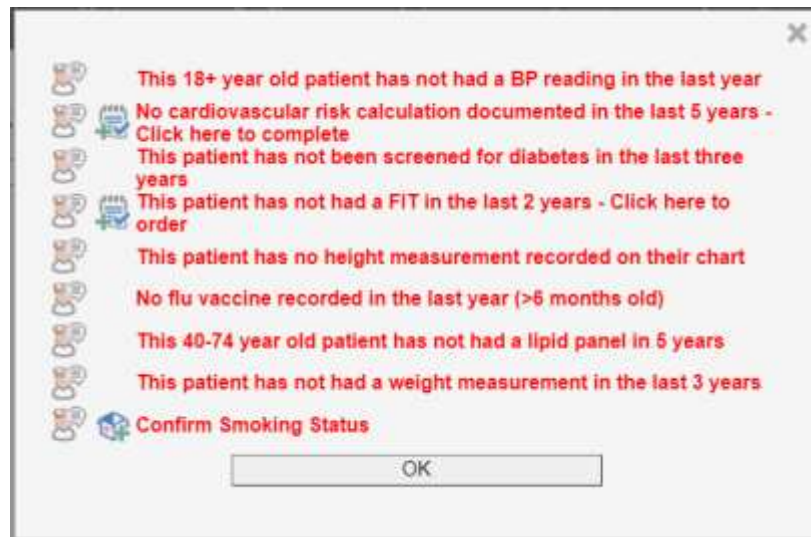 This 18+ year old patient has not had a BP reading in the last year
No cardiovascular risk calculation documented in the last 5 years -
Click here to complete
This patient has not been screened for diabetes in the last three
years
This patient has not had a FIT in the last 2 years - Click here to
order
This patient has no height measurement recorded on their chart
No flu vaccine recorded in the last year (>6 months old)
This 40-74 year old patient has not had a lipid panel in 5 years
This patient has not had a weight measurement in the last 3 years
Confirm Smoking Status
OK